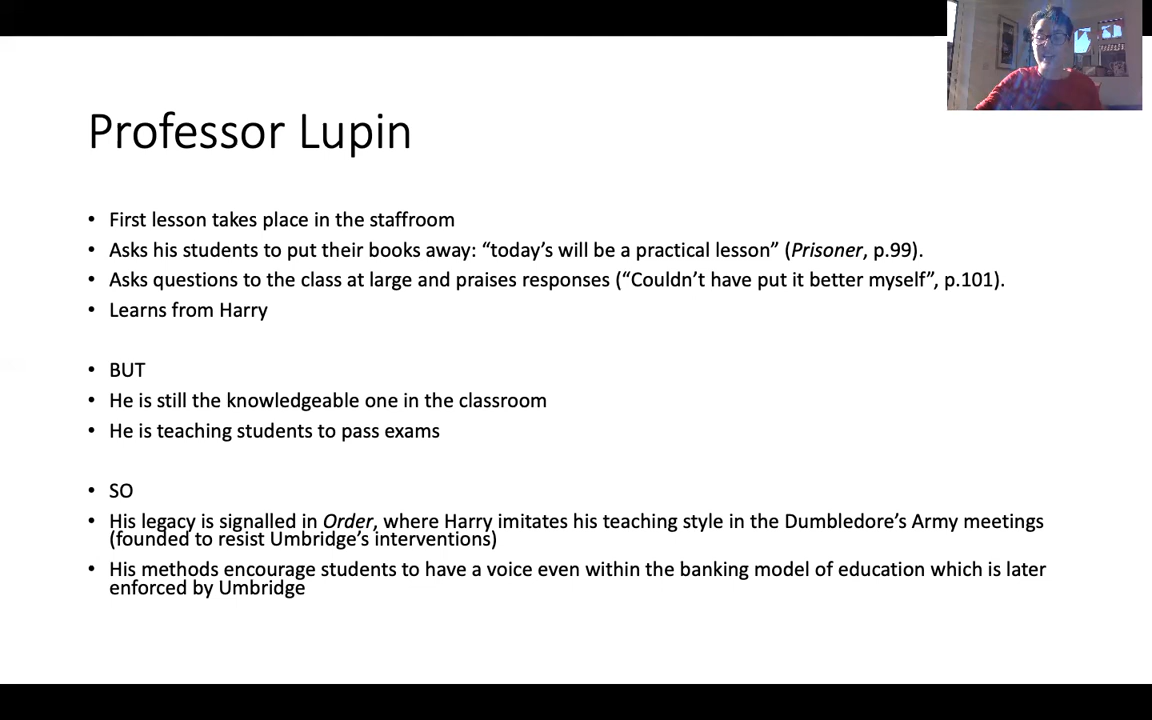 Professor Lupin
• First lesson takes place in the staffroom
• Asks his students to put their books away: “today’s will be a practical lesson” (Prisoner, p.99).
• Asks questions to the class at large and praises responses (“Couldn’t have put it better myself”, p.101).
• Learns from Harry
• BUT
• He is still the knowledgeable one in the classroom
• He is teaching students to pass exams
• SO
• His legacy is signalled in Order, where Harry imitates his teaching style in the Dumbledore’s Army meetings
(founded to resist Umbridge’s interventions)
• His methods encourage students to have a voice even within the banking model of education which is later
enforced by Umbridge